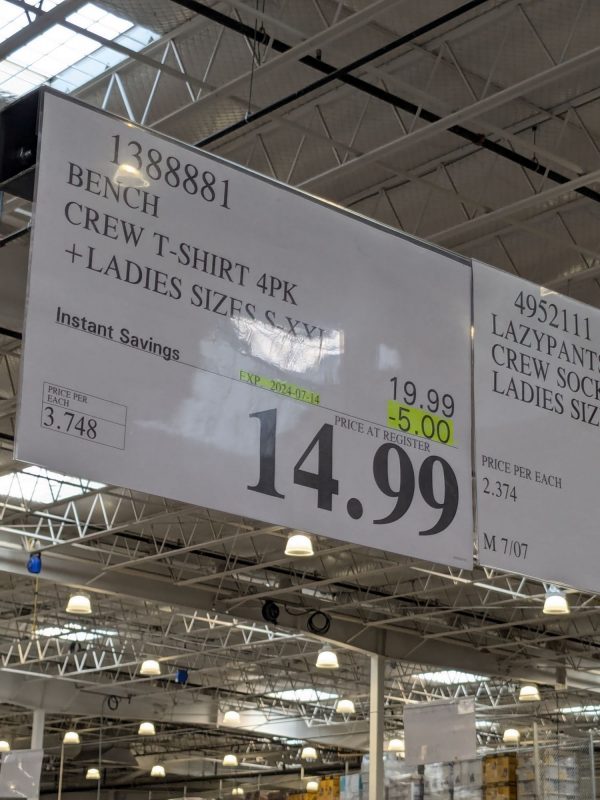 1388881
BENCH
CREW T-SHIRT 4PK
+LADIES SIZES S-XXL
Instant Savings
EXP 2024-07-14
19.99
-5.00
PRICE PER
EACH
3.748
PRICE AT REGISTER
14.99
4952111
LAZYPANTS
CREW SOCK
LADIES SIZ
PRICE PER EACH
2.374
M 7/07